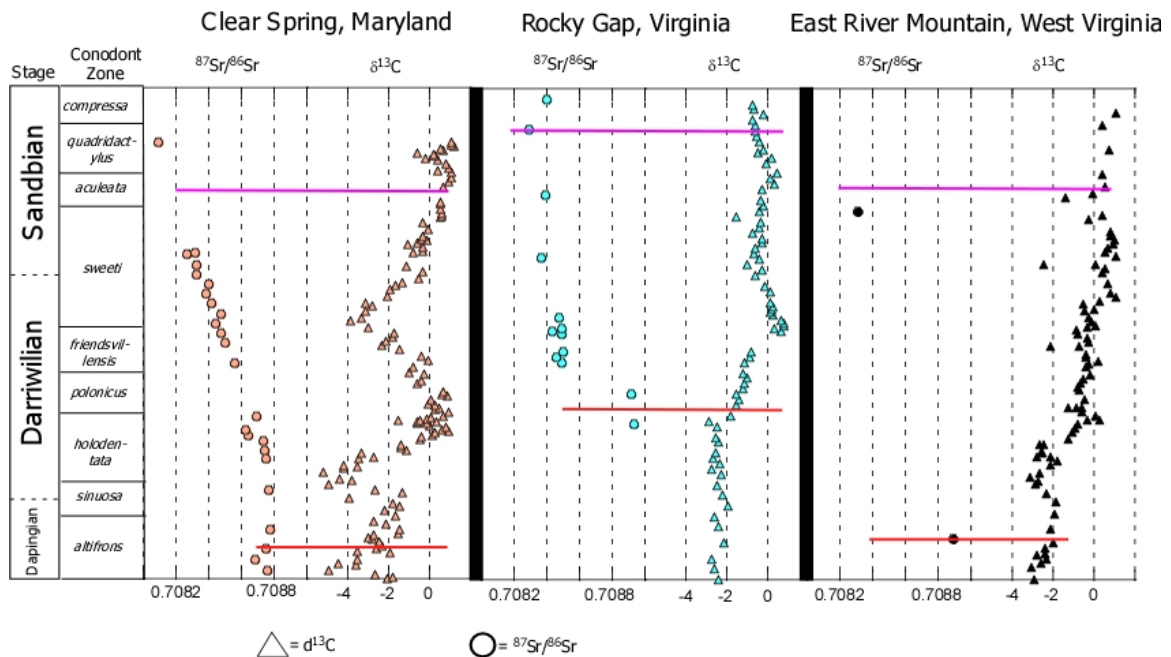 Clear Spring, Maryland
Rocky Gap, Virginia
East River Mountain, West Virginia
Stage
Conodont
Zone
⁸⁷Sr/⁸⁶Sr
δ¹³C
⁸⁷Sr/⁸⁶Sr
δ¹³C
⁸⁷Sr/⁸⁶Sr
δ¹³C
Sandbian
Darriwilian
Dapingian
compressa
quadridact-
ylus
aculeata
sweeti
friendsvil-
lensis
polonicus
holoden-
tata
sinuosa
altifrons
0.7082 0.7088 -4 0
0.7082 0.7088 -4 0
0.7082 0.7088 -4 0
= d¹³C
= ⁸⁷Sr/⁸⁶Sr